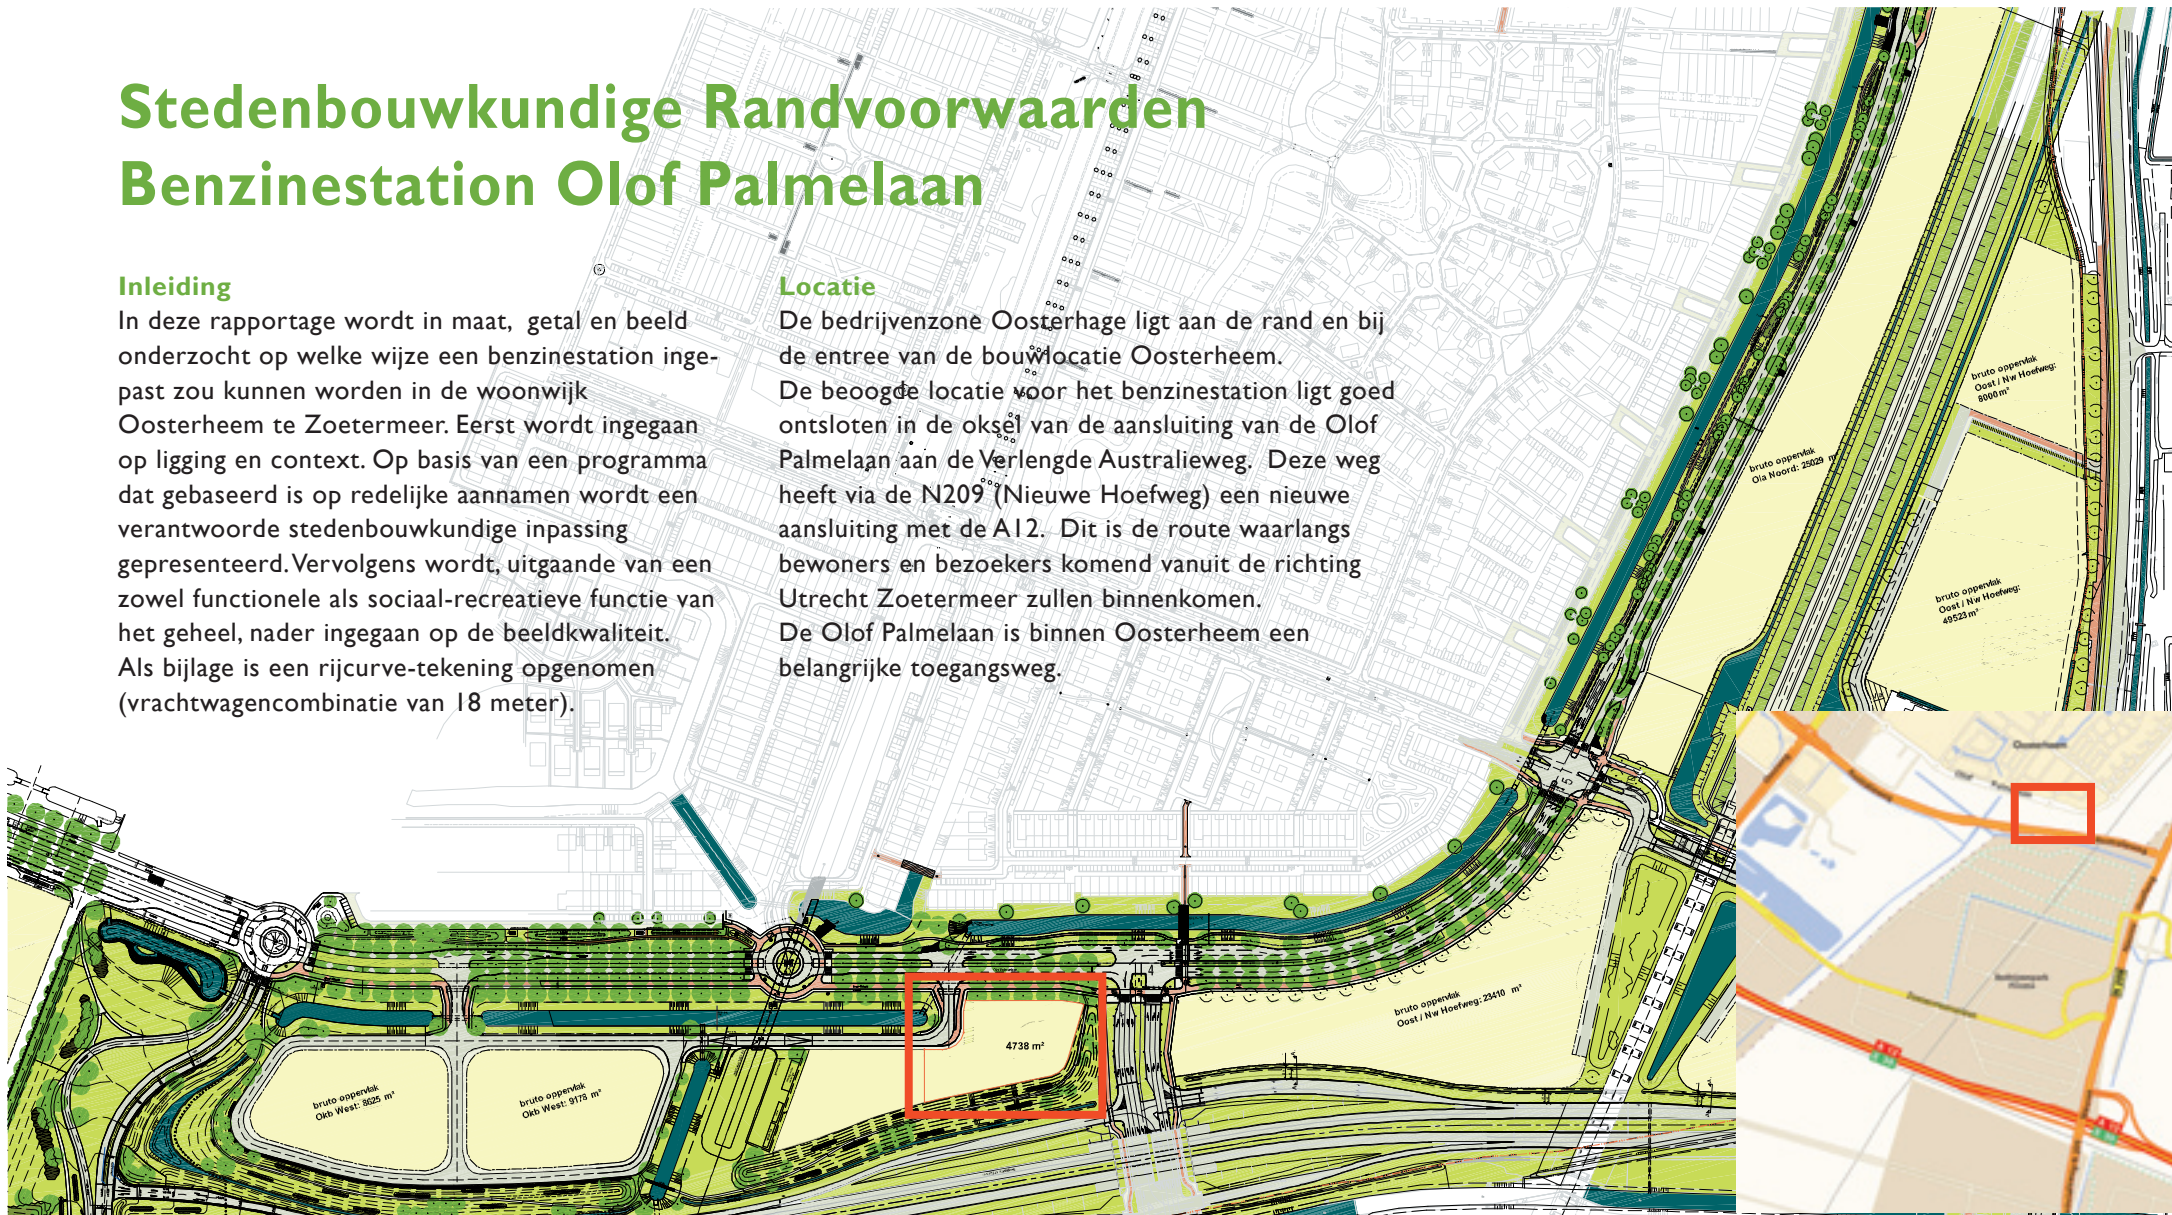 Stedenbouwkundige Randvoorwaarden
Benzinestation Olof Palmelaan
Inleiding
In deze rapportage wordt in maat, getal en beeld
onderzocht op welke wijze een benzinestation inge-
past zou kunnen worden in de woonwijk
Oosterheem te Zoetermeer. Eerst wordt ingegaan
op ligging en context. Op basis van een programma
dat gebaseerd is op redelijke aannamen wordt een
verantwoorde stedenbouwkundige inpassing
gepresenteerd. Vervolgens wordt, uitgaande van een
zowel functionele als sociaal-recreatieve functie van
het geheel, nader ingegaan op de beeldkwaliteit.
Als bijlage is een rijcurve-tekening opgenomen
(vrachtwagencombinatie van 18 meter).
Locatie
De bedrijvenzone Oosterhage ligt aan de rand en bij
de entree van de bouwlocatie Oosterheem.
De beoogde locatie voor het benzinestation ligt goed
ontsloten in de oksel van de aansluiting van de Olof
Palmelaan aan de Verlengde Australieweg. Deze weg
heeft via de N209 (Nieuwe Hoefweg) een nieuwe
aansluiting met de A12. Dit is de route waarlangs
bewoners en bezoekers komend vanuit de richting
Utrecht Zoetermeer zullen binnenkomen.
De Olof Palmelaan is binnen Oosterheem een
belangrijke toegangsweg.
bruto oppervlak
Oost / Nw Hoefweg:
8000 m²
bruto oppervlak
Ola Noord: 25029 m²
bruto oppervlak
Oost / Nw Hoefweg:
49523 m²
bruto oppervlak
Oost / Nw Hoefweg: 23410 m²
4738 m²
bruto oppervlak
Okb West: 8625 m²
bruto oppervlak
Okb West: 9178 m²
4
5
Oosterheem